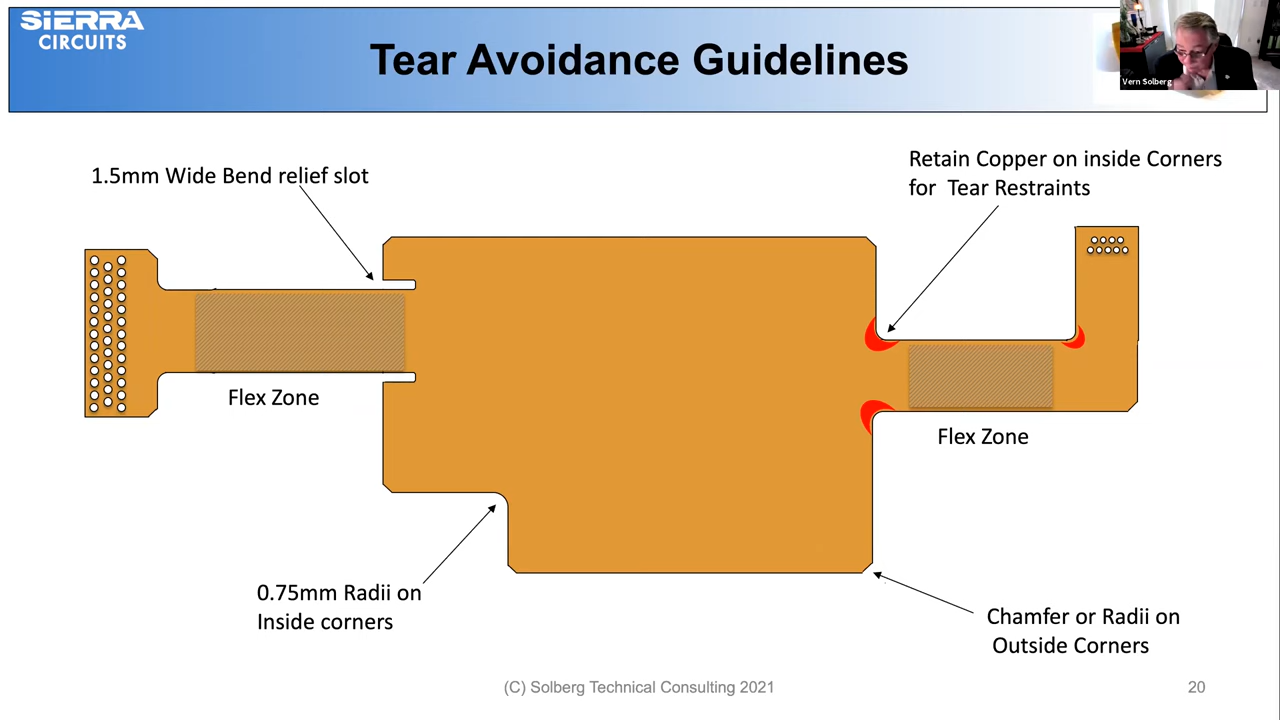 SIERRA
CIRCUITS
Tear Avoidance Guidelines
Vern Solberg
1.5mm Wide Bend relief slot
Retain Copper on inside Corners
for Tear Restraints
Flex Zone
Flex Zone
0.75mm Radii on
Inside corners
Chamfer or Radii on
Outside Corners
(C) Solberg Technical Consulting 2021
20